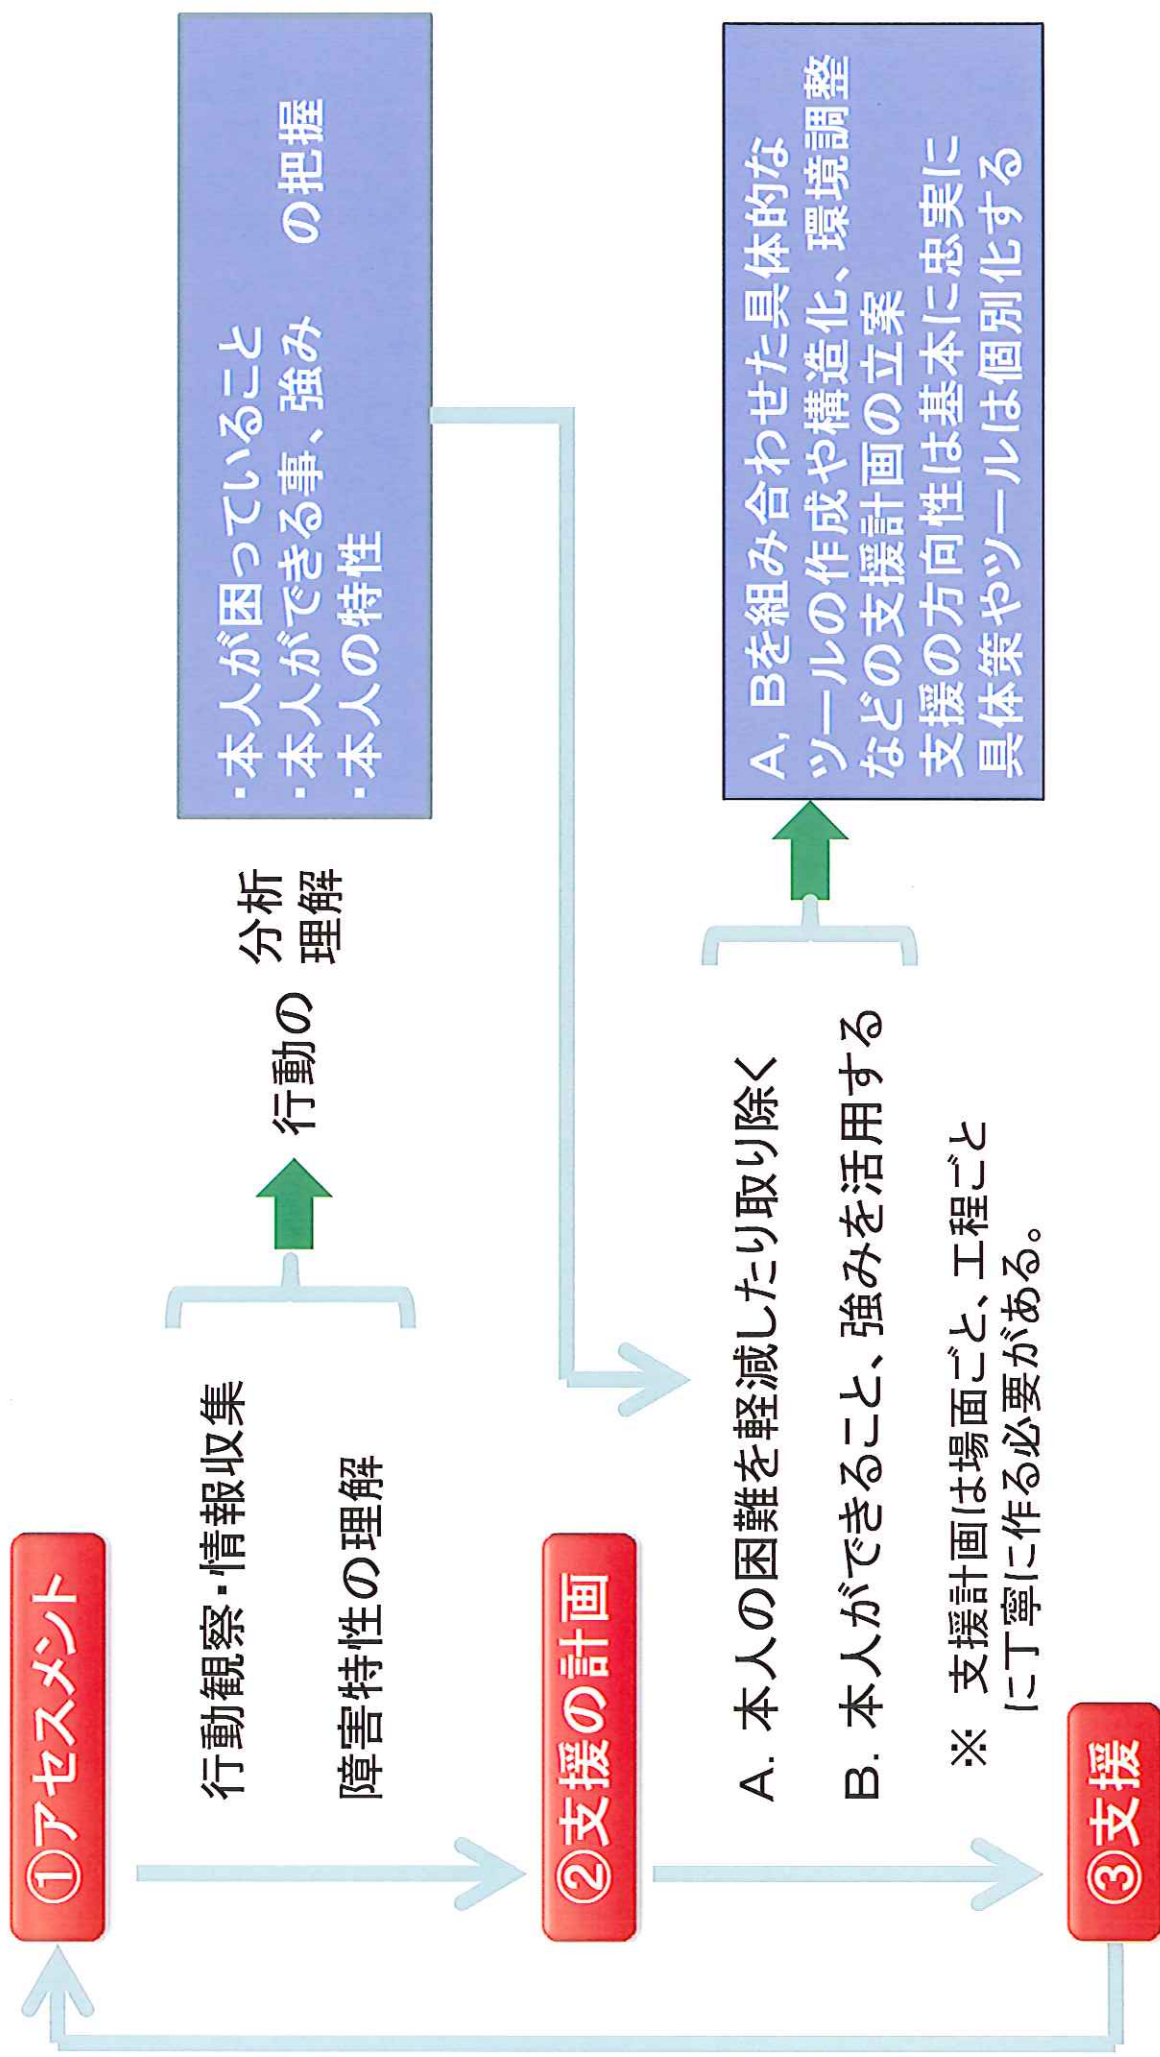 ①アセスメント
行動観察・情報収集
障害特性の理解
行動の
分析
理解
・本人が困っていること
・本人ができる事、強み の把握
・本人の特性
②支援の計画
A. 本人の困難を軽減したり取り除く
B. 本人ができること、強みを活用する
※ 支援計画は場面ごと、工程ごと
に丁寧に作る必要がある。
A, Bを組み合わせた具体的な
ツールの作成や構造化、環境調整
などの支援計画の立案
支援の方向性は基本に忠実に
具体策やツールは個別化する
③支援